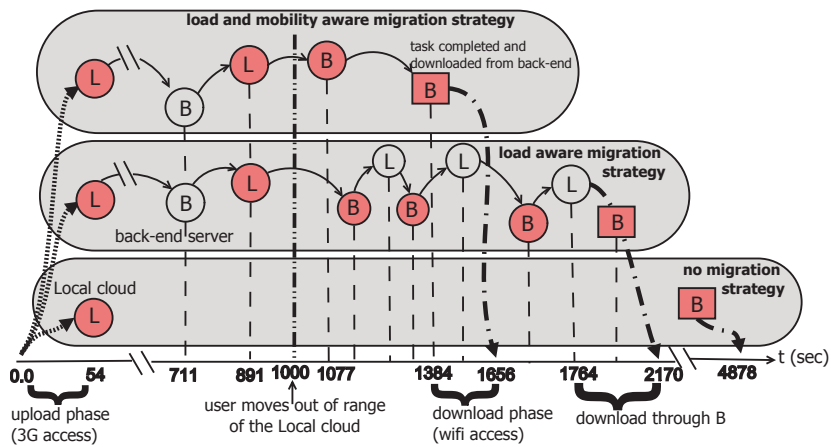 load and mobility aware migration strategy
task completed and
downloaded from back-end
L
B
L
B
B
load aware migration
strategy
L
B
L
B
L
B
L
B
L
B
back-end server
no migration
strategy
Local cloud
L
B
t (sec)
0.0
54
711
891
1000
1077
1384
1656
1764
2170
4878
upload phase
(3G access)
user moves out of range
of the Local cloud
download phase
(wifi access)
download through B